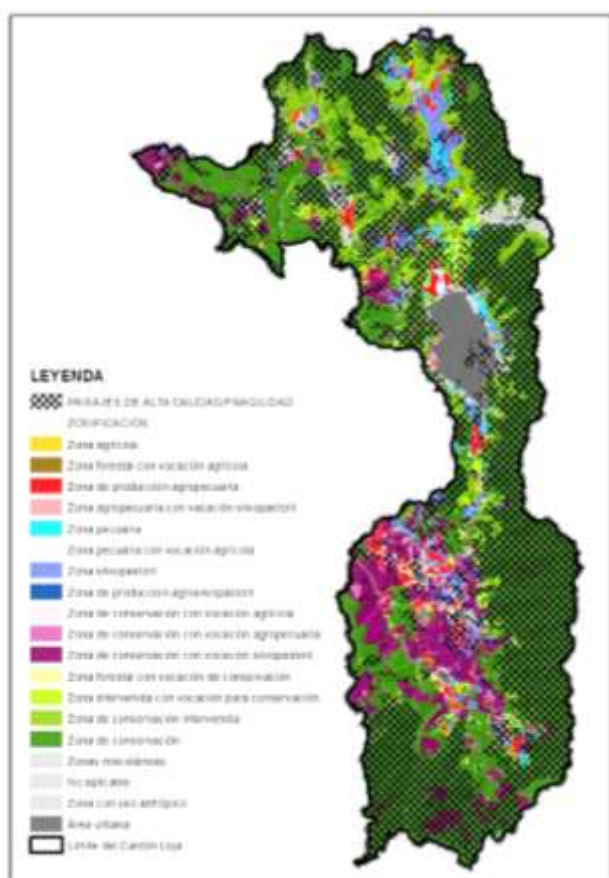 LEYENDA
PAISAJES DE ALTA CALIDAD/FRAGILIDAD
ZONIFICACIÓN
Zona agrícola
Zona forestal con vocación agrícola
Zona de producción agropecuaria
Zona agropecuaria con vocación silvopastoril
Zona pecuaria
Zona pecuaria con vocación agrícola
Zona silvopastoril
Zona de producción agrosilvopastoril
Zona de conservación con vocación agrícola
Zona de conservación con vocación agropecuaria
Zona de conservación con vocación silvopastoril
Zona forestal con vocación de conservación
Zona intervenida con vocación para conservación
Zona de conservación intervenida
Zona de conservación
Zonas misceláneas
No aplicable
Zona con uso antrópico
Área urbana
Límite del Cantón Loja